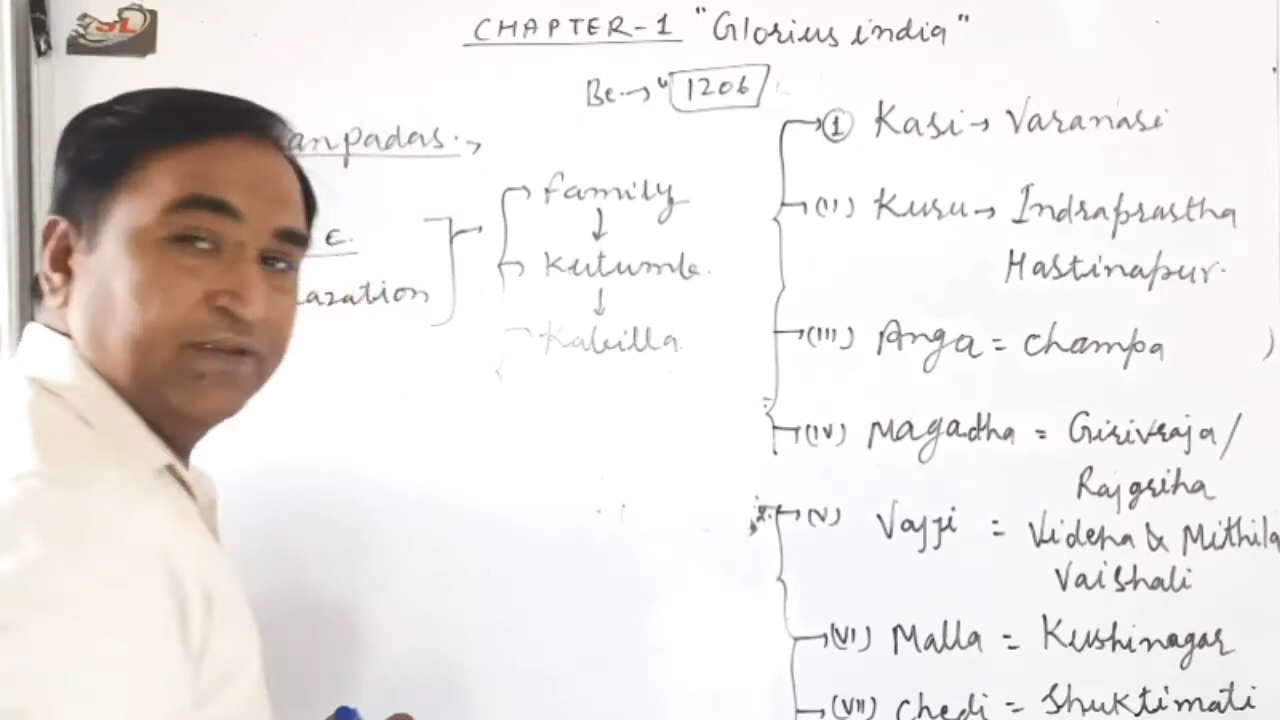 SL
CHAPTER-1 "Glorius india"
Be.→ "1206
anpadas.→
E.
azation
family
↓
Kutumb.
↓
Kabilla
① Kasi→ Varanasi
(II) Kuru→ Indraprastha
Hastinapur.
(III) Anga = Champa
(IV) Magadha = Girivraja/
Rajgriha
(V) Vajji = Videha & Mithila
Vaishali
(VI) Malla = Kushinagar
(VII) Chedi = Shuktimati